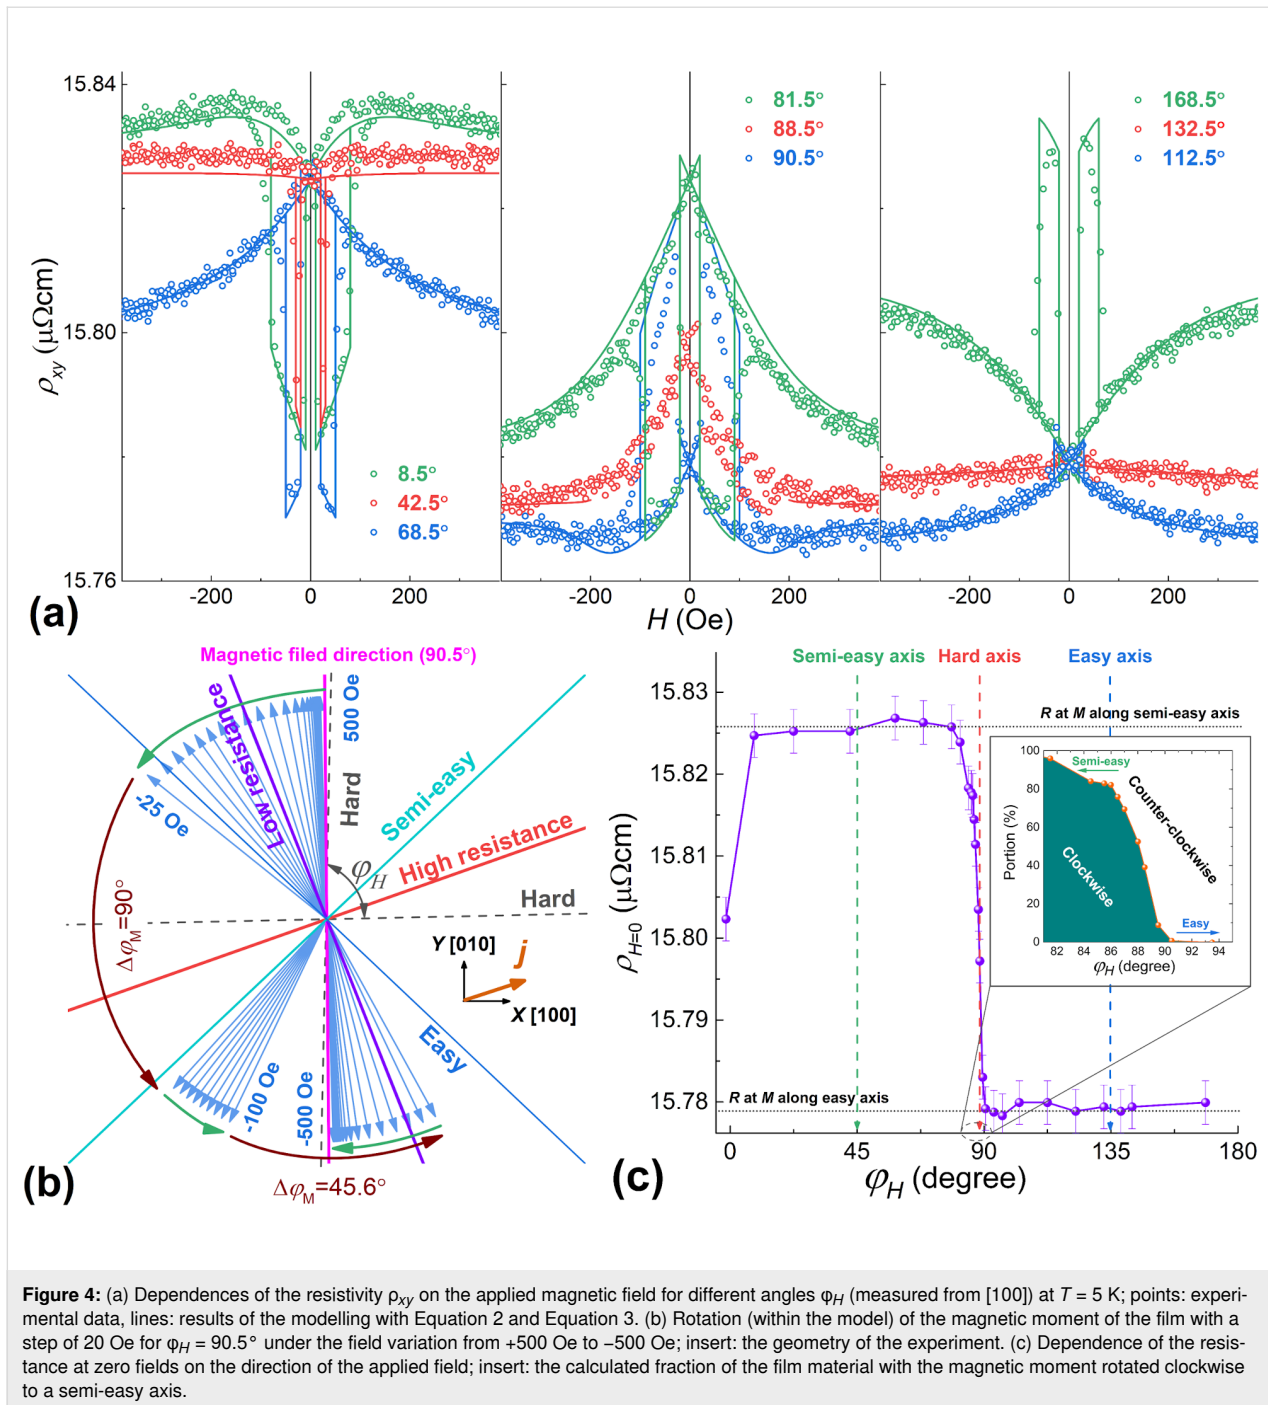 15.84
15.80
15.76
ρxy (μΩcm)
8.5°
42.5°
68.5°
81.5°
88.5°
90.5°
168.5°
132.5°
112.5°
-200 0 200 -200 0 200 -200 0 200
H (Oe)
(a)
Magnetic filed direction (90.5°)
Low resistance
500 Oe
Hard
Semi-easy
-25 Oe
High resistance
φH
Hard
ΔφM=90°
Y [010]
j
X [100]
Easy
-100 Oe
-500 Oe
ΔφM=45.6°
(b)
Semi-easy axis Hard axis Easy axis
15.83
15.82
15.81
15.80
15.79
15.78
ρH=0 (μΩcm)
R at M along semi-easy axis
100
80
60
40
20
0
Portion (%)
Semi-easy
Counter-clockwise
Clockwise
Easy
82 84 86 88 90 92 94
φH (degree)
R at M along easy axis
0 45 90 135 180
φH (degree)
(c)
Figure 4: (a) Dependences of the resistivity ρxy on the applied magnetic field for different angles φH (measured from [100]) at T = 5 K; points: experi-
mental data, lines: results of the modelling with Equation 2 and Equation 3. (b) Rotation (within the model) of the magnetic moment of the film with a
step of 20 Oe for φH = 90.5° under the field variation from +500 Oe to −500 Oe; insert: the geometry of the experiment. (c) Dependence of the resis-
tance at zero fields on the direction of the applied field; insert: the calculated fraction of the film material with the magnetic moment rotated clockwise
to a semi-easy axis.